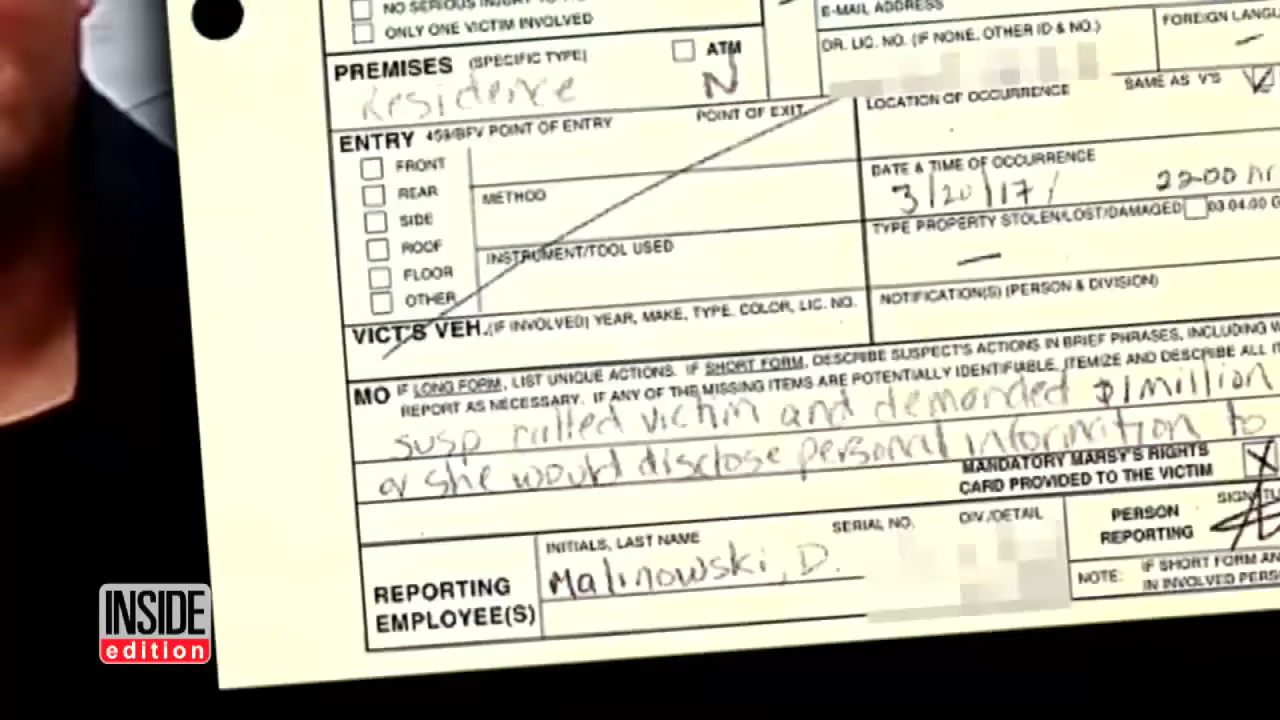 NO SERIOUS INJURY TO
ONLY ONE VICTIM INVOLVED
PREMISES (SPECIFIC TYPE)
ATM
Residence
N
ENTRY 459/BFV POINT OF ENTRY
POINT OF EXIT
FRONT
REAR
SIDE
ROOF
FLOOR
OTHER
METHOD
INSTRUMENT/TOOL USED
VICT'S VEH. (IF INVOLVED) YEAR, MAKE, TYPE, COLOR, LIC. NO.
E-MAIL ADDRESS
DR. LIC. NO. (IF NONE, OTHER ID & NO.)
FOREIGN LANGU
LOCATION OF OCCURRENCE
SAME AS V'S
DATE & TIME OF OCCURRENCE
3/20/17/ 2200 hr
TYPE PROPERTY STOLEN/LOST/DAMAGED
03.04.00
NOTIFICATION(S) (PERSON & DIVISION)
MO IF LONG FORM, LIST UNIQUE ACTIONS. IF SHORT FORM, DESCRIBE SUSPECT'S ACTIONS IN BRIEF PHRASES, INCLUDING
REPORT AS NECESSARY. IF ANY OF THE MISSING ITEMS ARE POTENTIALLY IDENTIFIABLE, ITEMIZE AND DESCRIBE ALL
susp called victim and demanded $1million
or she would disclose personal information to
MANDATORY MARSY'S RIGHTS
CARD PROVIDED TO THE VICTIM
X
REPORTING
EMPLOYEE(S)
INITIALS, LAST NAME
SERIAL NO.
DIV./DETAIL
Malinowski, D.
PERSON
REPORTING
SIGNATU
NOTE: IF SHORT FORM AN
IN INVOLVED PERS
INSIDE
edition